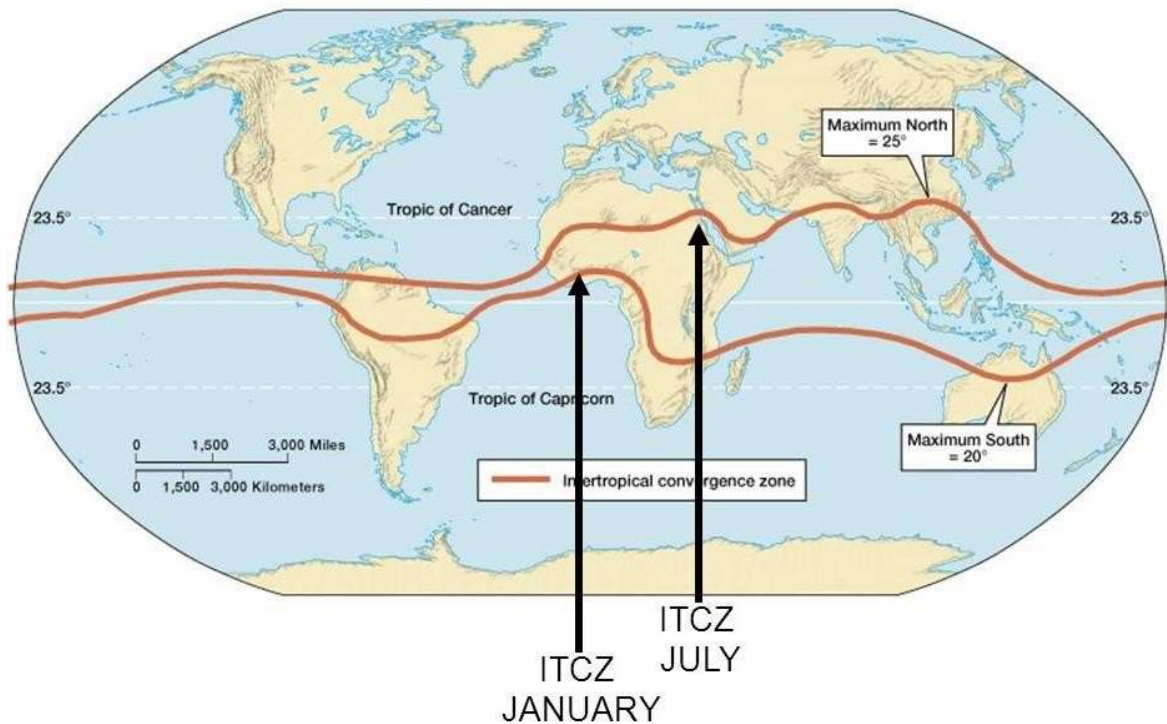 Maximum North
= 25°
Tropic of Cancer
23.5°
23.5°
23.5°
23.5°
Tropic of Capricorn
Maximum South
= 20°
0 1,500 3,000 Miles
0 1,500 3,000 Kilometers
Intertropical convergence zone
ITCZ
JULY
ITCZ
JANUARY